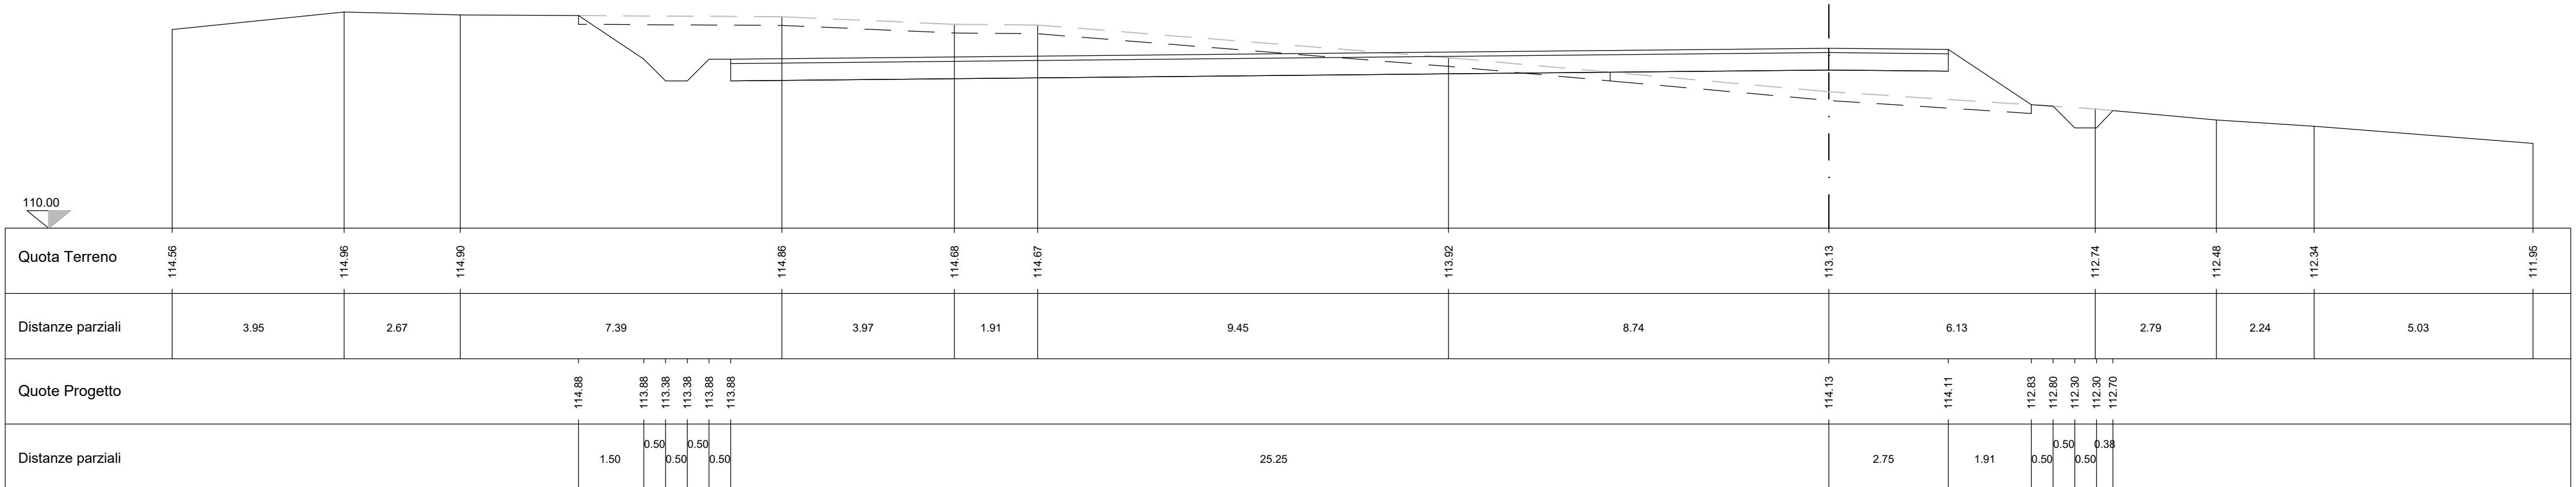 110.00
Quota Terreno 114.56 114.96 114.90 114.86 114.68 114.67 113.92 113.13 112.74 112.48 112.34 111.95
Distanze parziali 3.95 2.67 7.39 3.97 1.91 9.45 8.74 6.13 2.79 2.24 5.03
Quote Progetto 114.88 113.88 113.38 113.38 113.88 113.88 114.13 114.11 112.83 112.80 112.30 112.30 112.70
Distanze parziali 1.50 0.50 0.50 0.50 0.50 25.25 2.75 1.91 0.50 0.50 0.50 0.38